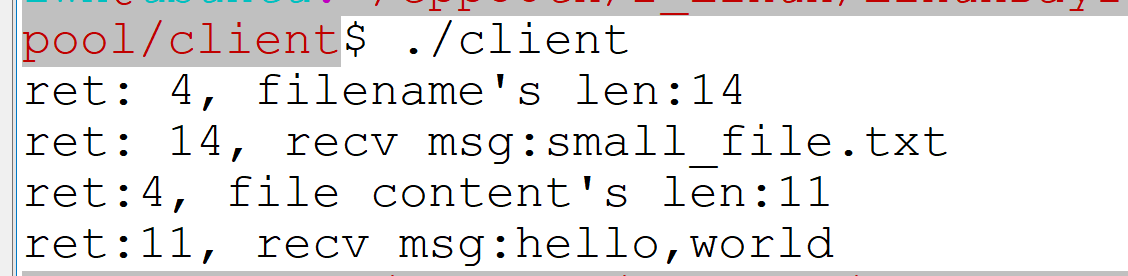 pool/client$ ./client
ret: 4, filename's len:14
ret: 14, recv msg:small_file.txt
ret:4, file content's len:11
ret:11, recv msg:hello,world